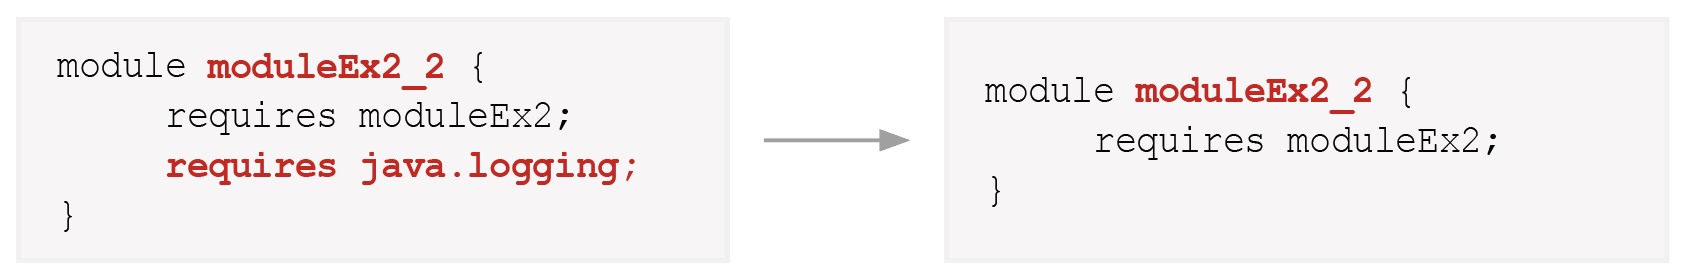 module moduleEx2_2 {
requires moduleEx2;
requires java.logging;
}
module moduleEx2_2 {
requires moduleEx2;
}